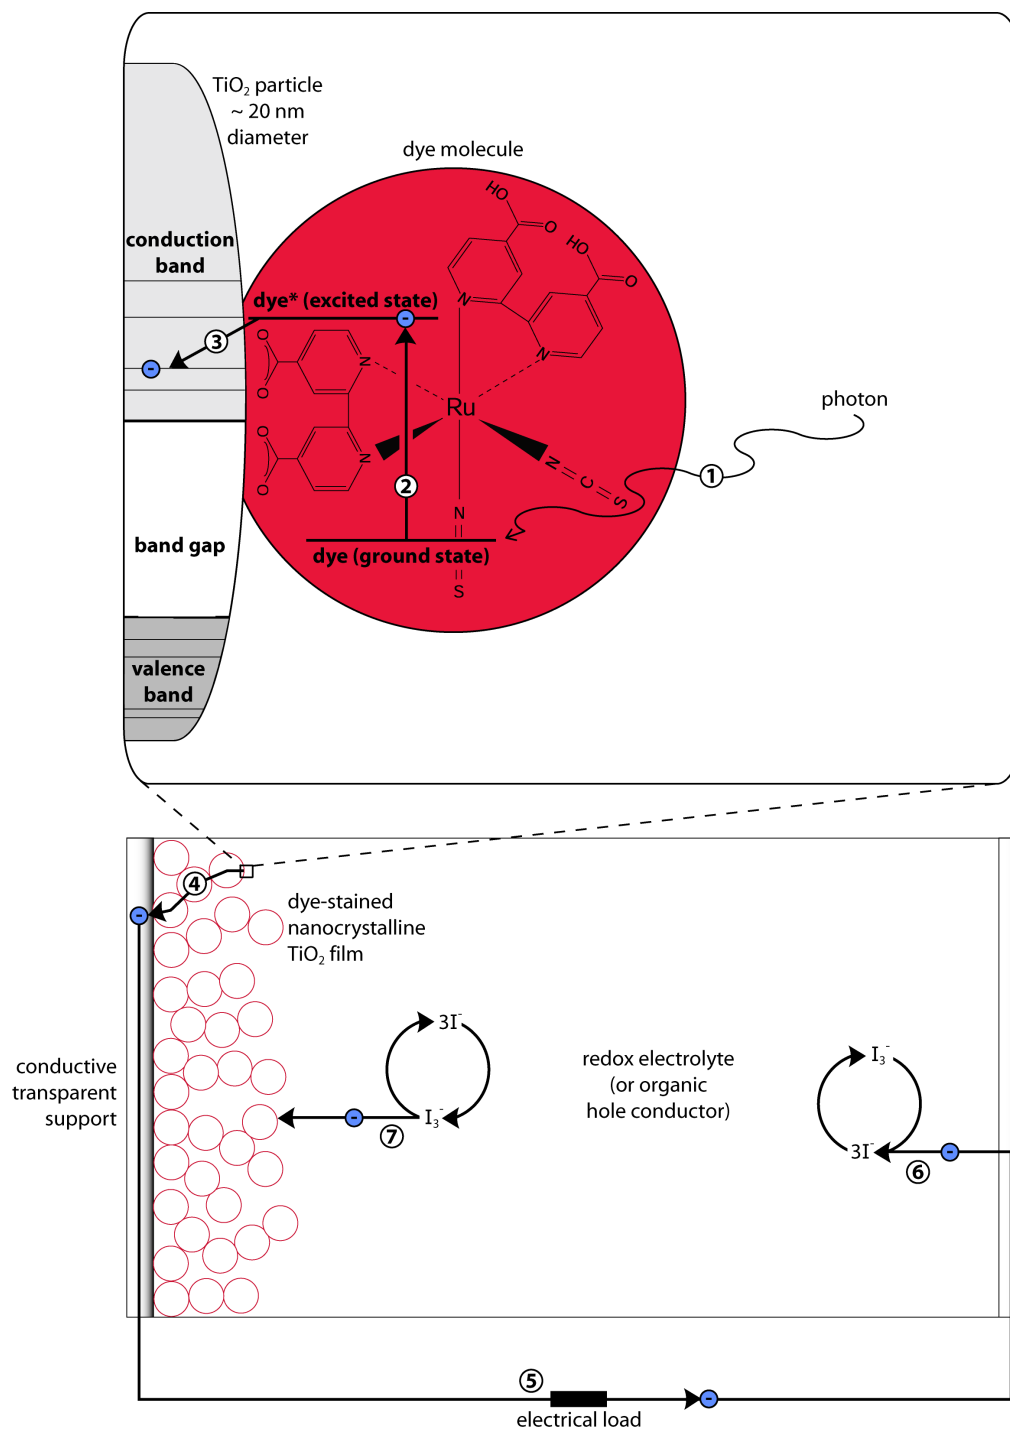 TiO₂ particle
~ 20 nm
diameter
dye molecule
HO
O
HO
O
conduction
band
dye* (excited state)
-
N
③
-
O
O
N
N
Ru
photon
O
O
N
②
N
C
S
①
N
dye (ground state)
S
band gap
valence
band
④
-
dye-stained
nanocrystalline
TiO₂ film
3I⁻
conductive
transparent
support
redox electrolyte
(or organic
hole conductor)
I₃⁻
-
I₃⁻
⑦
3I⁻
-
⑥
⑤
-
electrical load